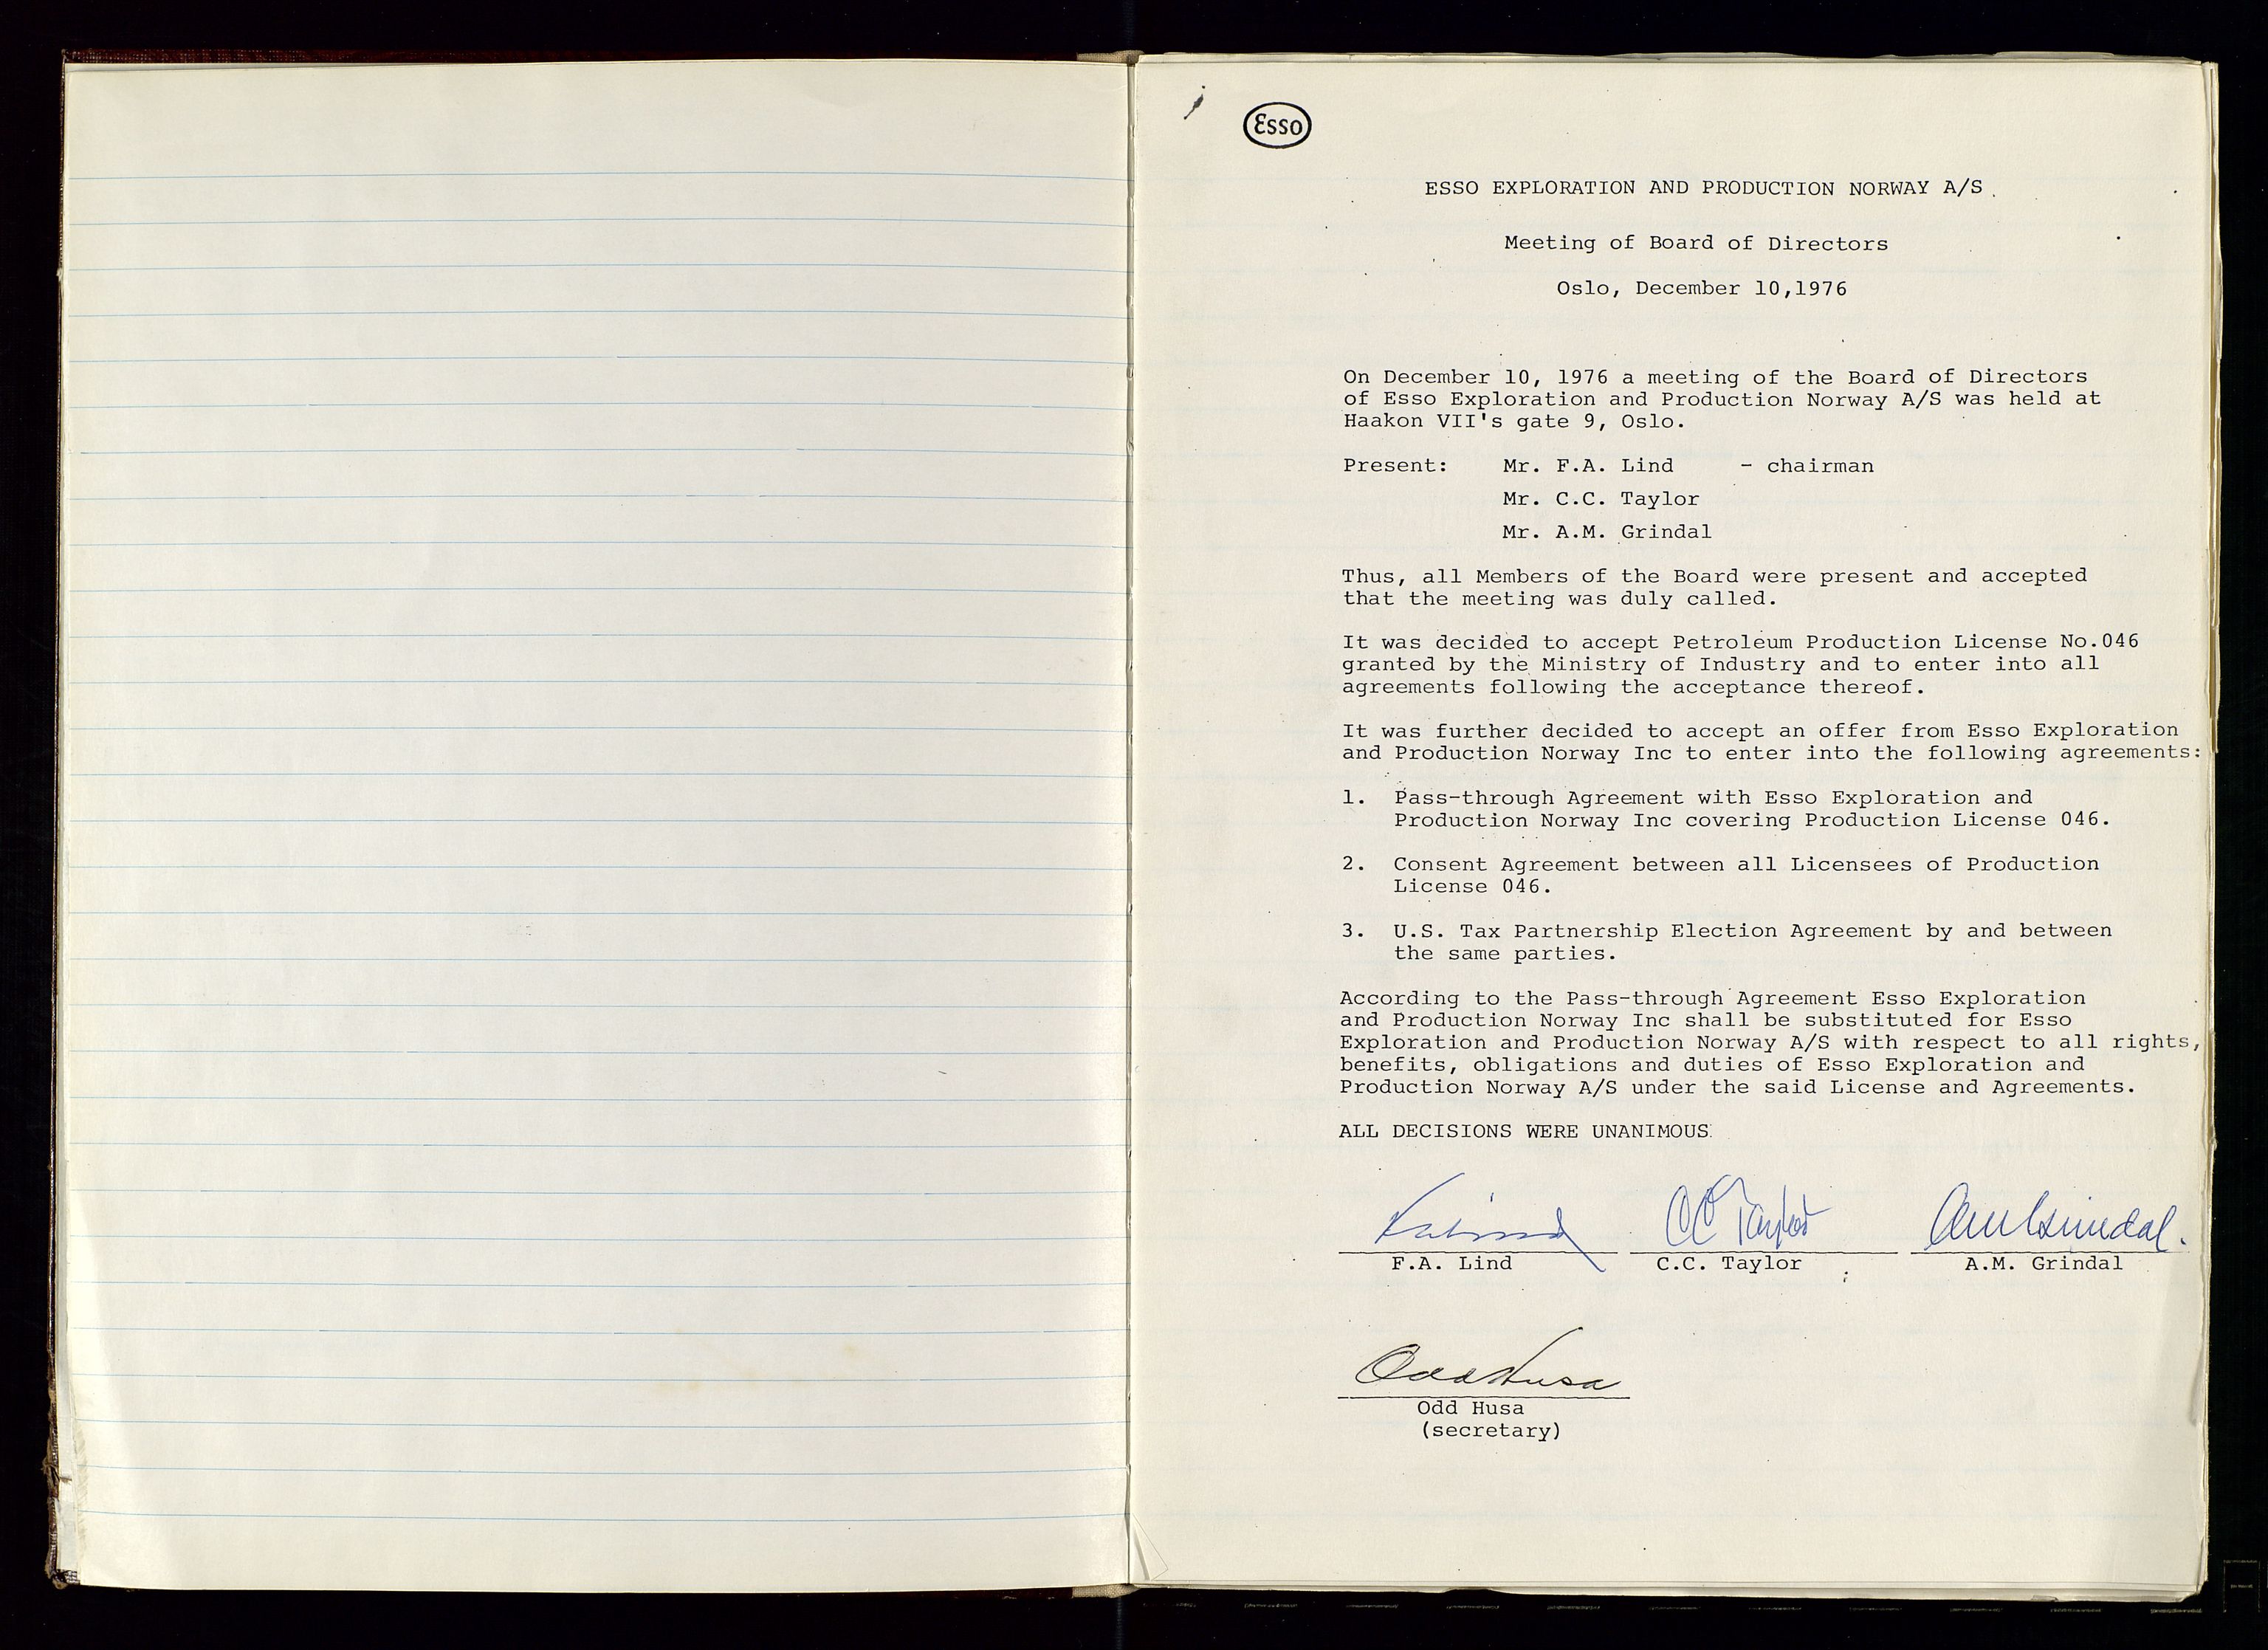 Esso
ESSO EXPLORATION AND PRODUCTION NORWAY A/S
Meeting of Board of Directors
Oslo, December 10,1976
On December 10, 1976 a meeting of the Board of Directors
of Esso Exploration and Production Norway A/S was held at
Haakon VII's gate 9, Oslo.
Present: Mr. F.A. Lind - chairman
Mr. C.C. Taylor
Mr. A.M. Grindal
Thus, all Members of the Board were present and accepted
that the meeting was duly called.
It was decided to accept Petroleum Production License No.046
granted by the Ministry of Industry and to enter into all
agreements following the acceptance thereof.
It was further decided to accept an offer from Esso Exploration
and Production Norway Inc to enter into the following agreements:
1. Pass-through Agreement with Esso Exploration and
Production Norway Inc covering Production License 046.
2. Consent Agreement between all Licensees of Production
License 046.
3. U.S. Tax Partnership Election Agreement by and between
the same parties.
According to the Pass-through Agreement Esso Exploration
and Production Norway Inc shall be substituted for Esso
Exploration and Production Norway A/S with respect to all rights,
benefits, obligations and duties of Esso Exploration and
Production Norway A/S under the said License and Agreements.
ALL DECISIONS WERE UNANIMOUS.
CC Taylor AM Grindal.
F.A. Lind C.C. Taylor A.M. Grindal
Odd Husa
Odd Husa
(secretary)